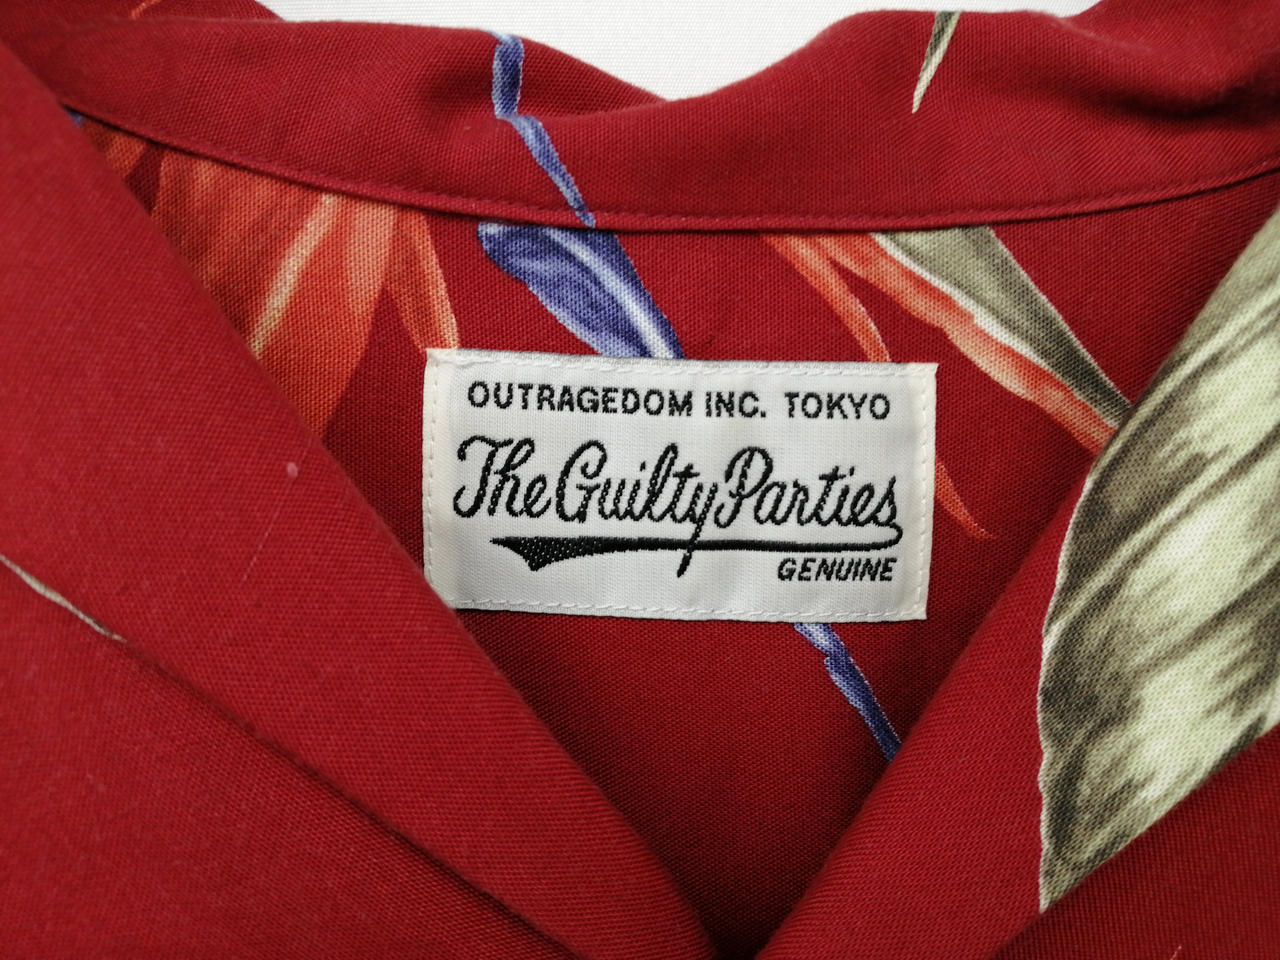 OUTRAGEDOM INC. TOKYO
The Guilty Parties
GENUINE